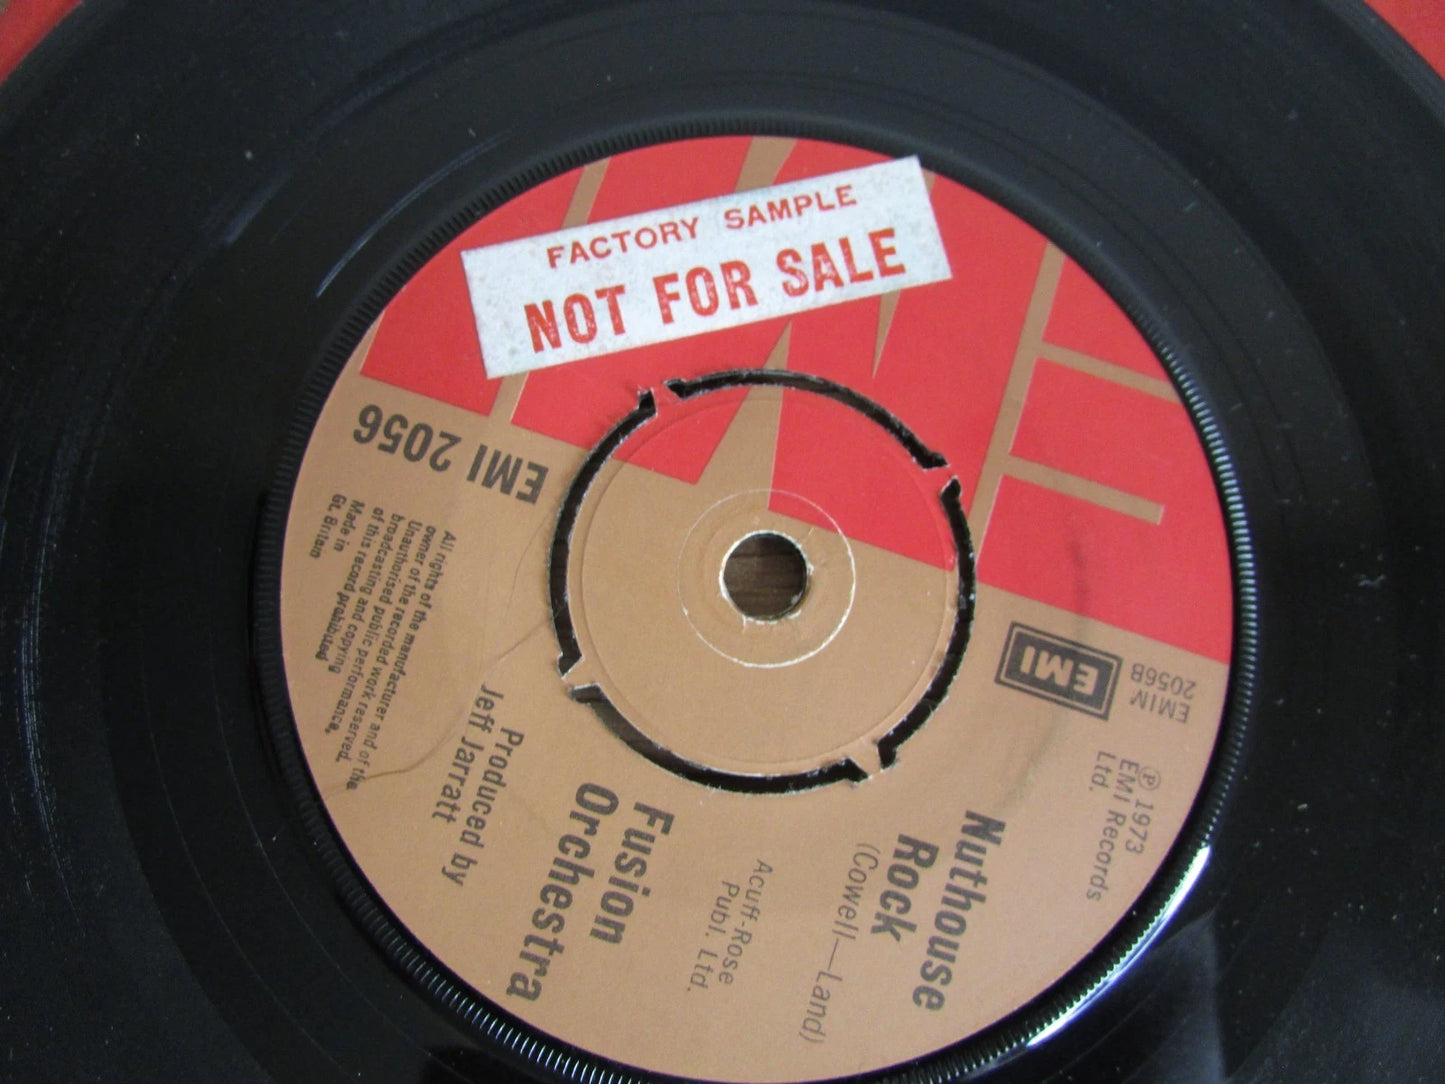 FACTORY SAMPLE
NOT FOR SALE
EMI
EMI 2056
EMIV
2056B
℗ 1973
EMI Records
Ltd.
All rights of the manufacturer and of the
owner of the recorded work reserved.
Unauthorised public performance,
broadcasting and copying
of this record prohibited
Made in
Gt. Britain
Nuthouse
Rock
(Cowell—Land)
Acuff-Rose
Publ. Ltd.
Fusion
Orchestra
Produced by
Jeff Jarratt